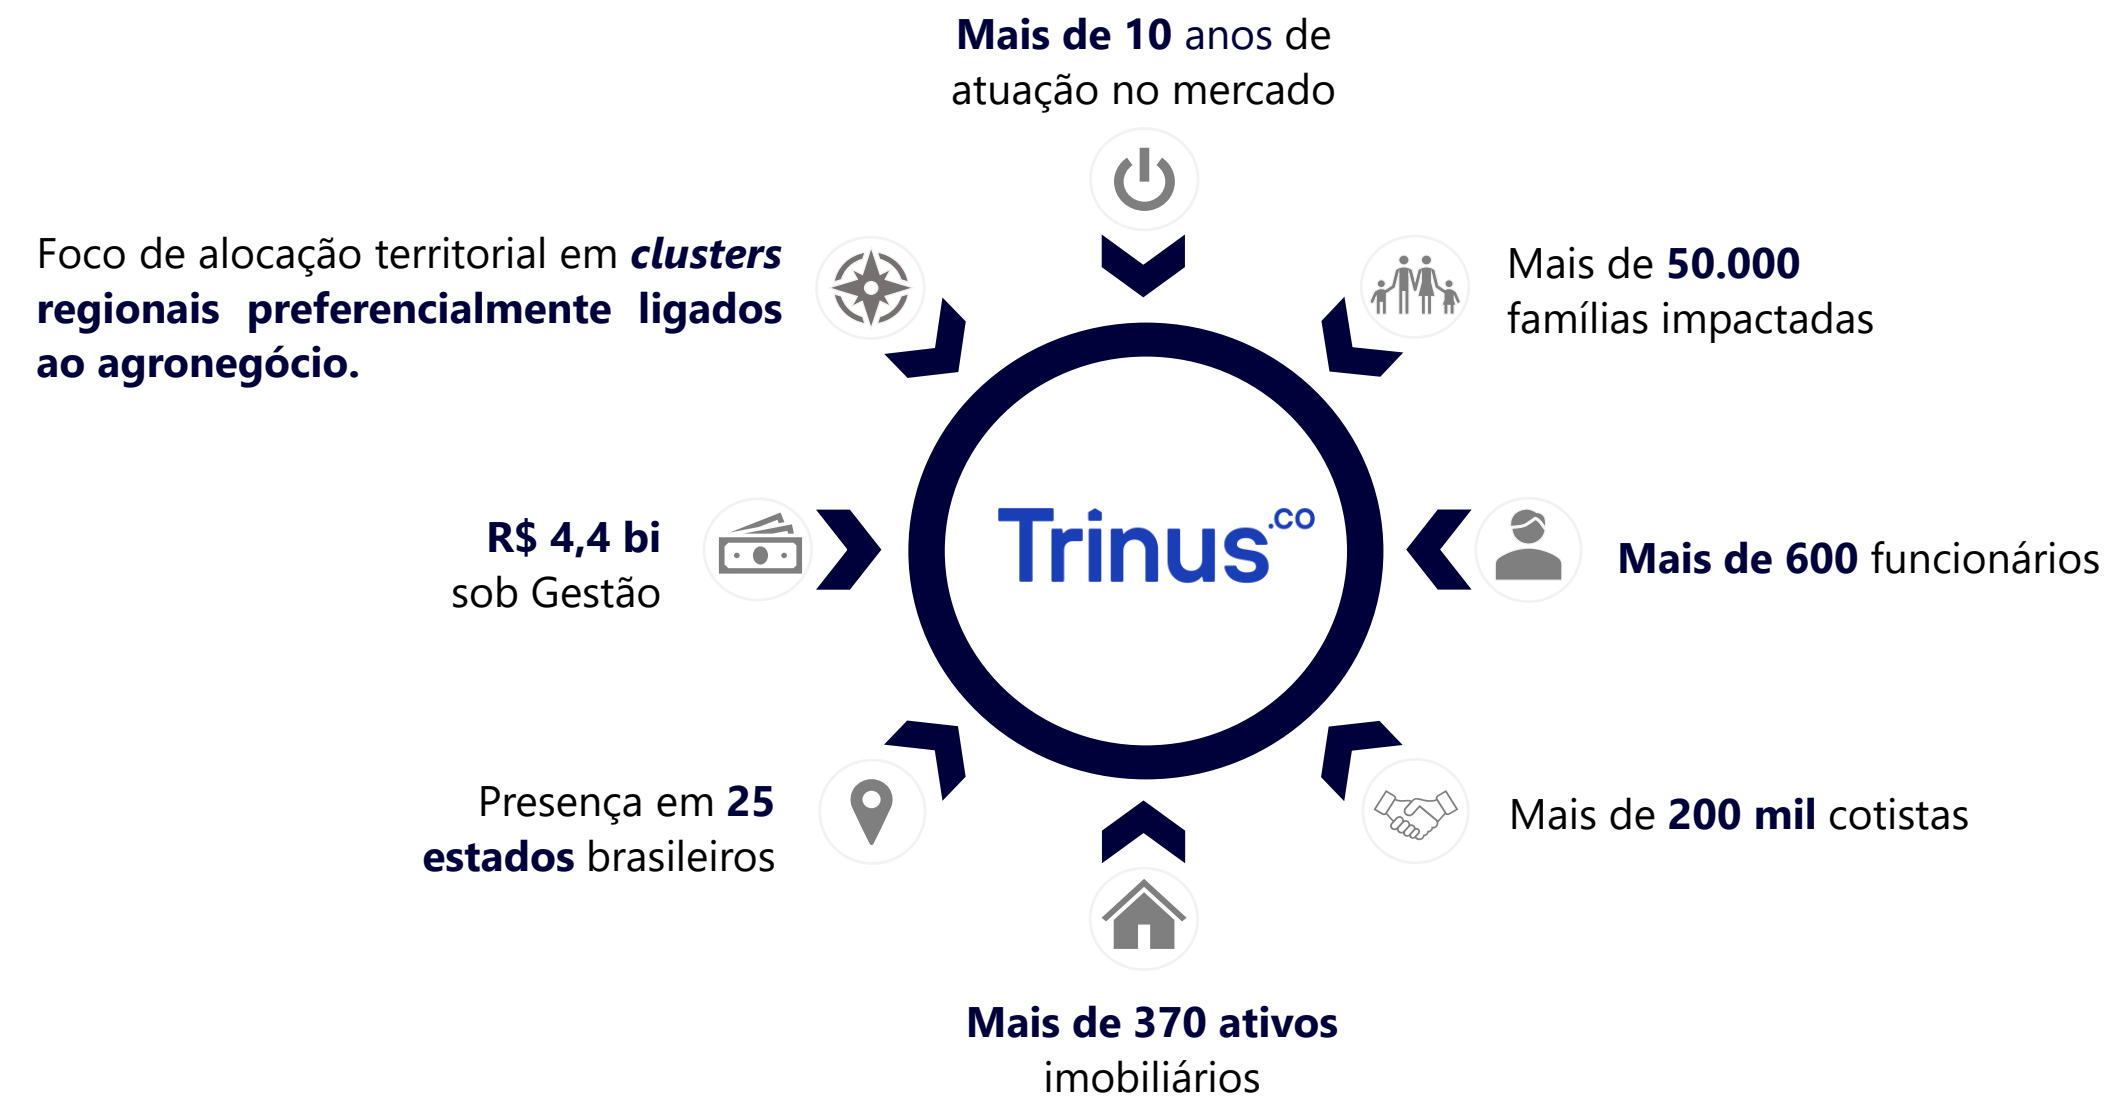 Mais de 10 anos de
atuação no mercado
Foco de alocação territorial em clusters
regionais preferencialmente ligados
ao agronegócio.
Mais de 50.000
famílias impactadas
R$ 4,4 bi
sob Gestão
Trinus.co
Mais de 600 funcionários
Presença em 25
estados brasileiros
Mais de 200 mil cotistas
Mais de 370 ativos
imobiliários